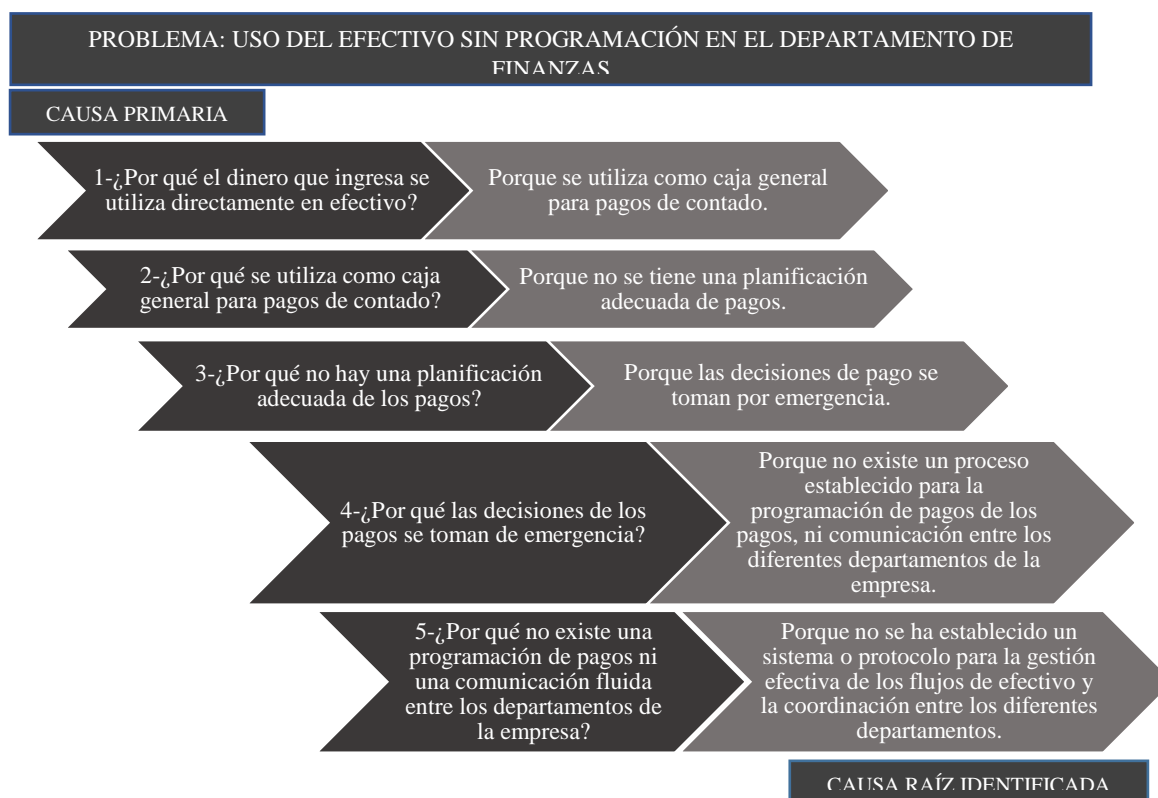 PROBLEMA: USO DEL EFECTIVO SIN PROGRAMACIÓN EN EL DEPARTAMENTO DE
FINANZAS
CAUSA PRIMARIA
1-¿Por qué el dinero que ingresa se
utiliza directamente en efectivo?
Porque se utiliza como caja general
para pagos de contado.
2-¿Por qué se utiliza como caja
general para pagos de contado?
Porque no se tiene una planificación
adecuada de pagos.
3-¿Por qué no hay una planificación
adecuada de los pagos?
Porque las decisiones de pago se
toman por emergencia.
4-¿Por qué las decisiones de los
pagos se toman de emergencia?
Porque no existe un proceso
establecido para la
programación de pagos de los
pagos, ni comunicación entre los
diferentes departamentos de la
empresa.
5-¿Por qué no existe una
programación de pagos ni
una comunicación fluida
entre los departamentos de
la empresa?
Porque no se ha establecido un
sistema o protocolo para la gestión
efectiva de los flujos de efectivo y
la coordinación entre los diferentes
departamentos.
CAUSA RAÍZ IDENTIFICADA